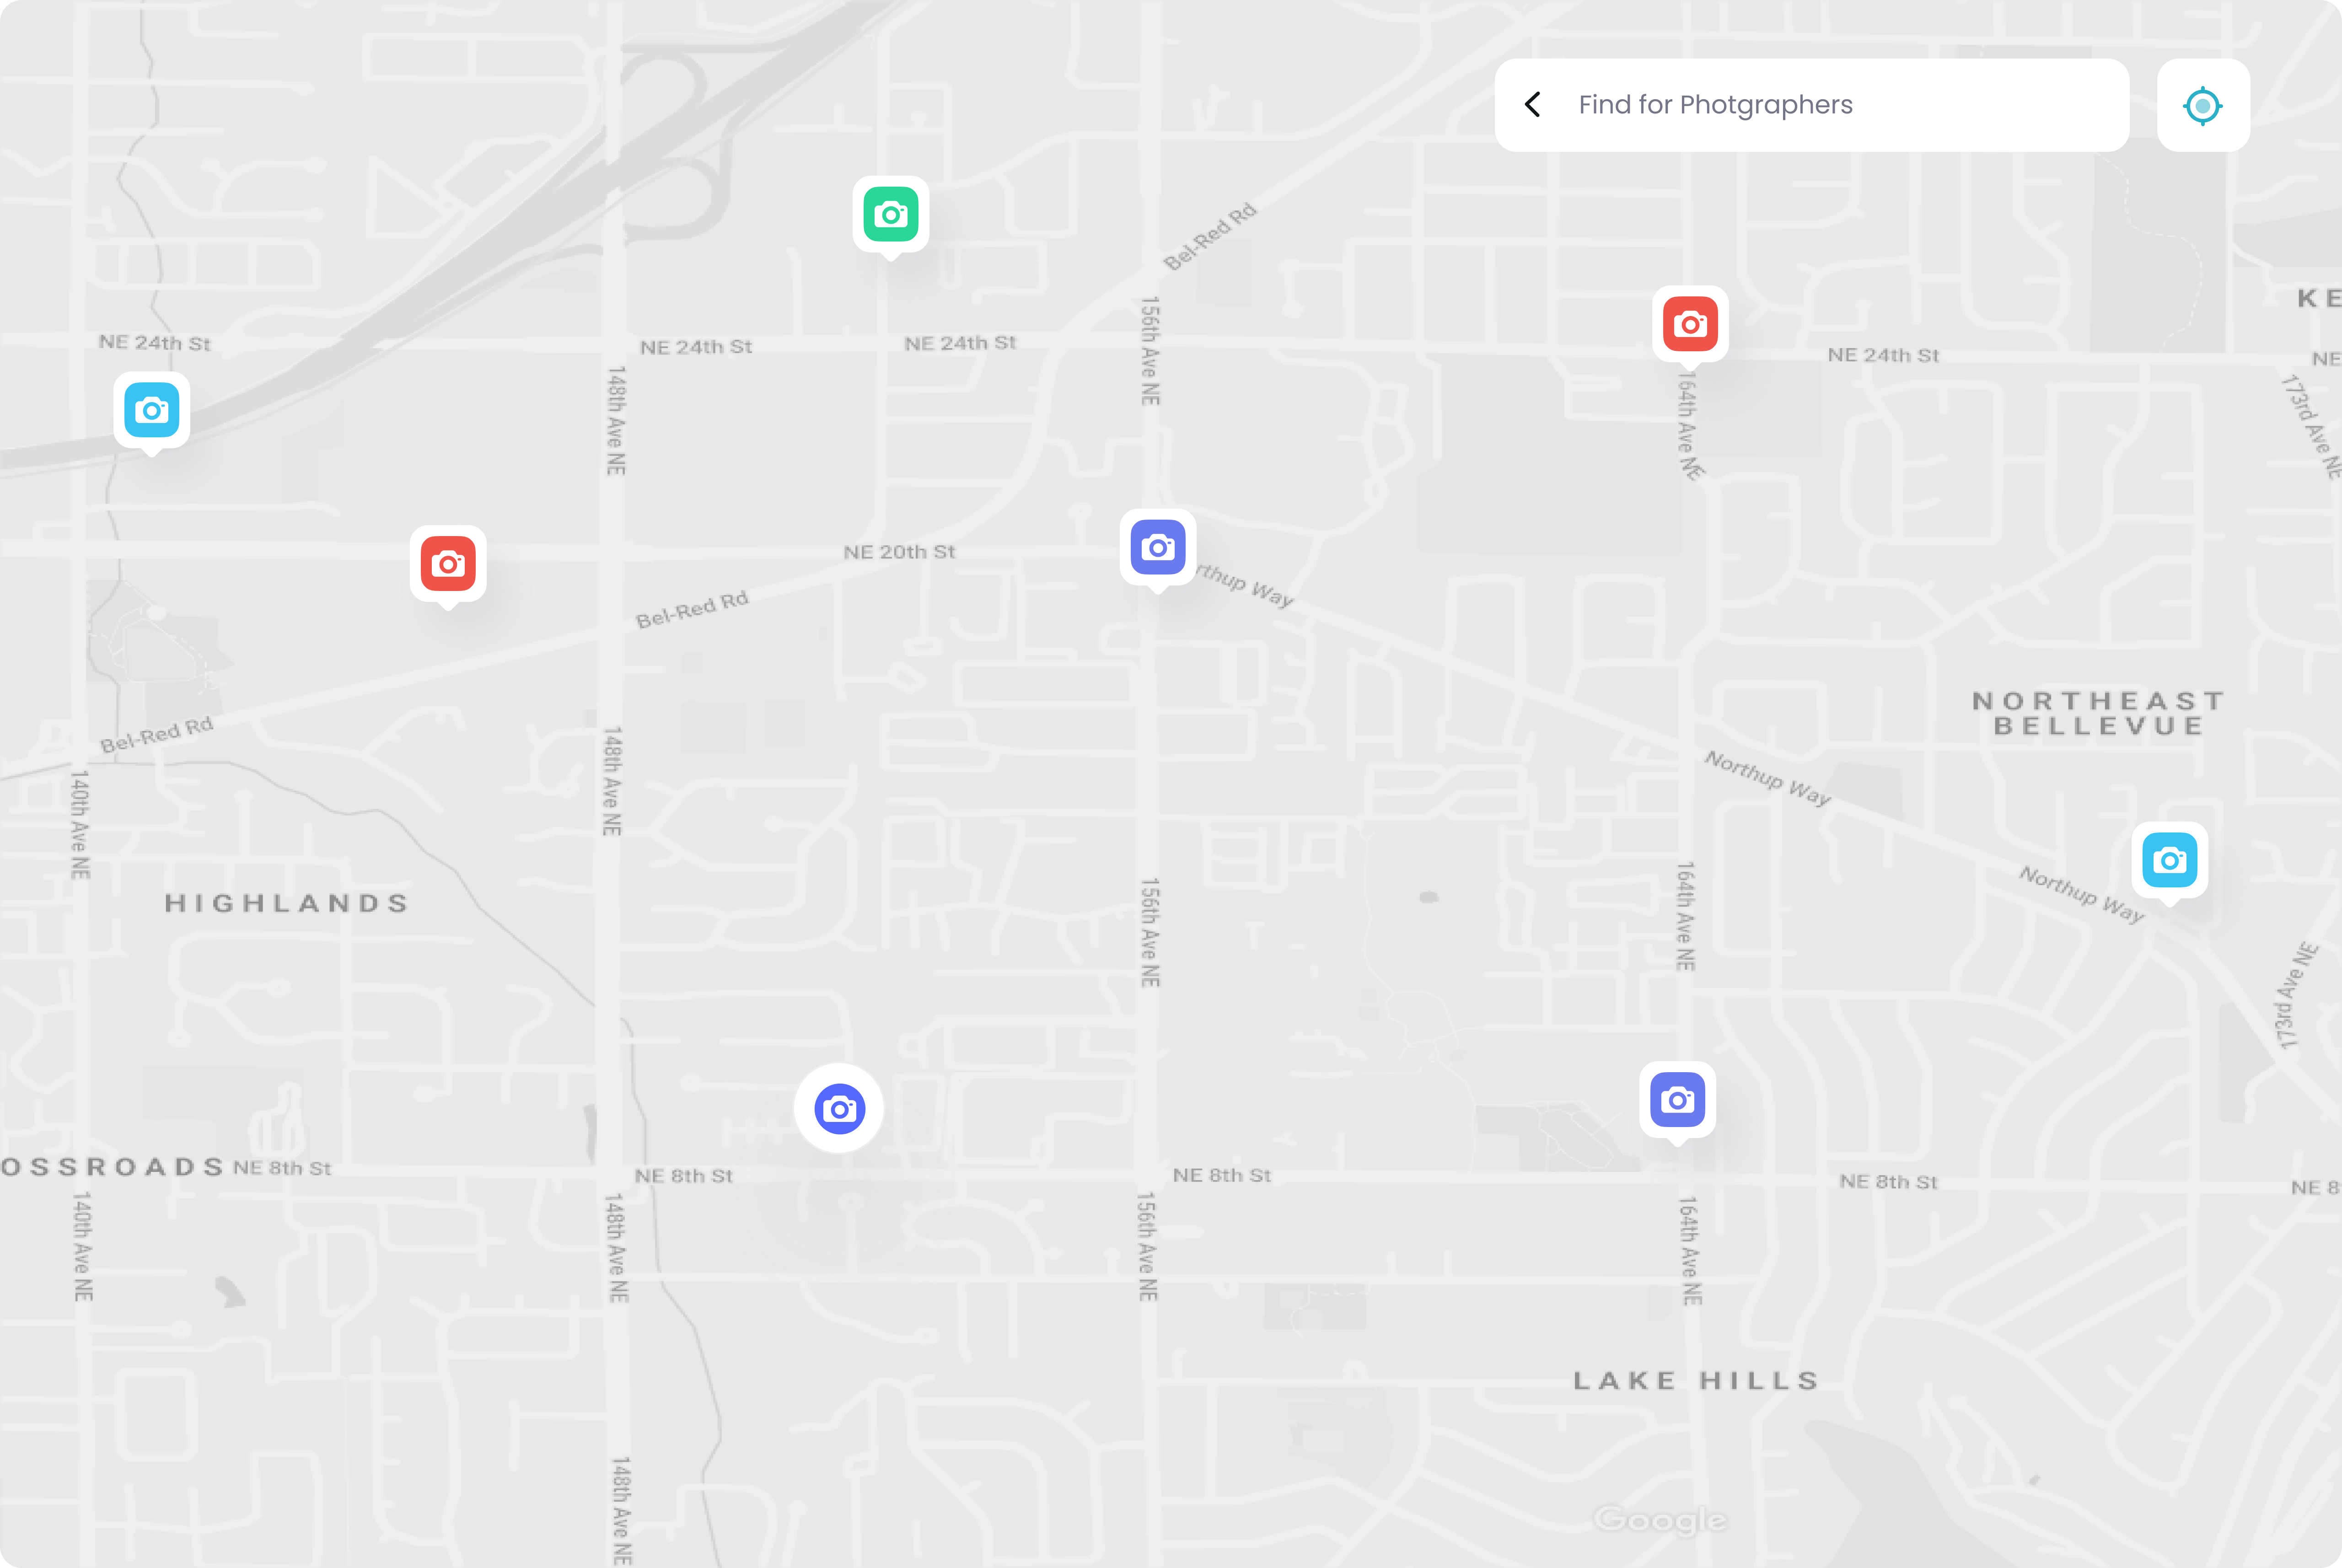 Find for Photgraphers
Bel-Red Rd
KE
NE 24th St
NE 24th St
NE 24th St
NE 24th St
NE
156th Ave NE
148th Ave NE
164th Ave NE
173rd Ave NE
NE 20th St
rthup Way
Bel-Red Rd
NORTHEAST
BELLEVUE
Bel-Red Rd
Northup Way
148th Ave NE
140th Ave NE
164th Ave NE
Northup Way
156th Ave NE
HIGHLANDS
173rd A
Ave NE
OSSROADS
NE 8th St
NE 8th St
NE 8th St
NE 8th St
NE 8
140th Ave NE
148th Ave NE
156th Ave NE
164th Ave NE
LAKE HILLS
148th Ave NE
Google